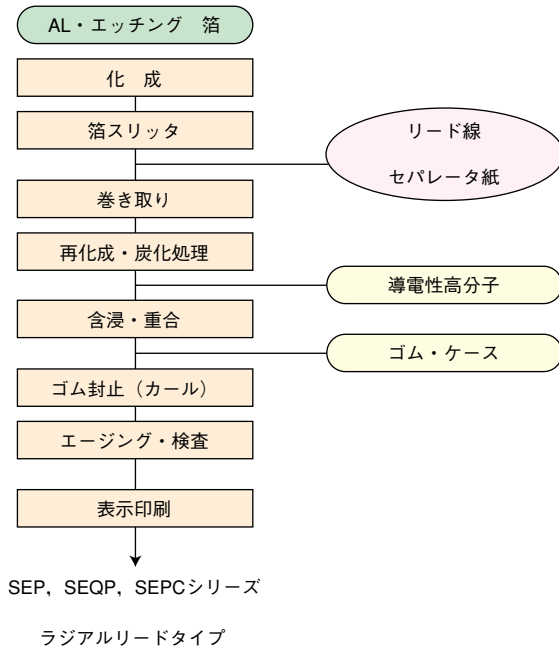 AL・エッチング　箔
化　成
箔スリッタ
リード線
セパレータ紙
巻き取り
再化成・炭化処理
導電性高分子
含浸・重合
ゴム・ケース
ゴム封止（カール）
エージング・検査
表示印刷
SEP，SEQP，SEPCシリーズ
ラジアルリードタイプ